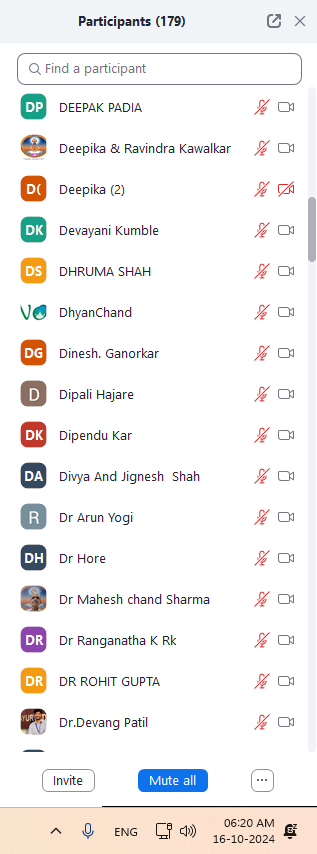 Participants (179)
Find a participant
DP DEEPAK PADIA
Deepika & Ravindra Kawalkar
D( Deepika (2)
DK Devayani Kumble
DS DHRUMA SHAH
DhyanChand
DG Dinesh. Ganorkar
D Dipali Hajare
DK Dipendu Kar
DA Divya And Jignesh  Shah
R Dr Arun Yogi
DH Dr Hore
Dr Mahesh chand Sharma
DR Dr Ranganatha K Rk
DR DR ROHIT GUPTA
Dr.Devang Patil
Invite Mute all ...
ENG 06:20 AM
16-10-2024